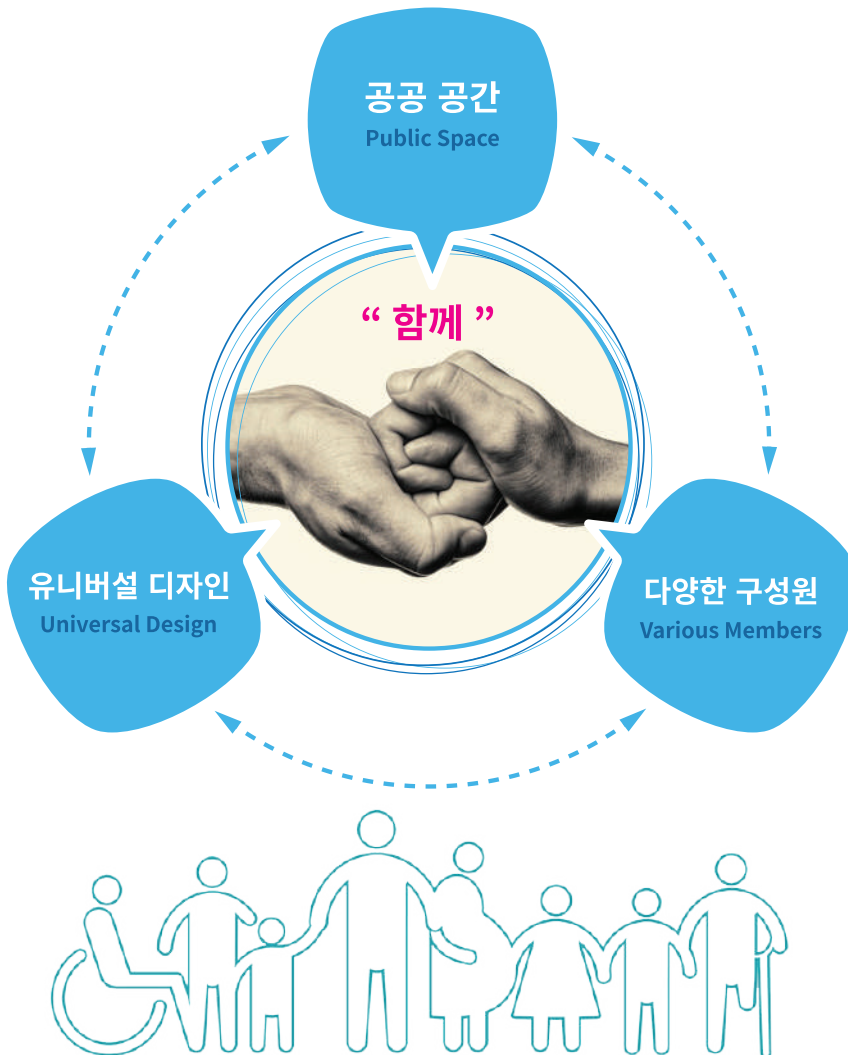 공공 공간
Public Space
“ 함께 ”
유니버설 디자인
Universal Design
다양한 구성원
Various Members